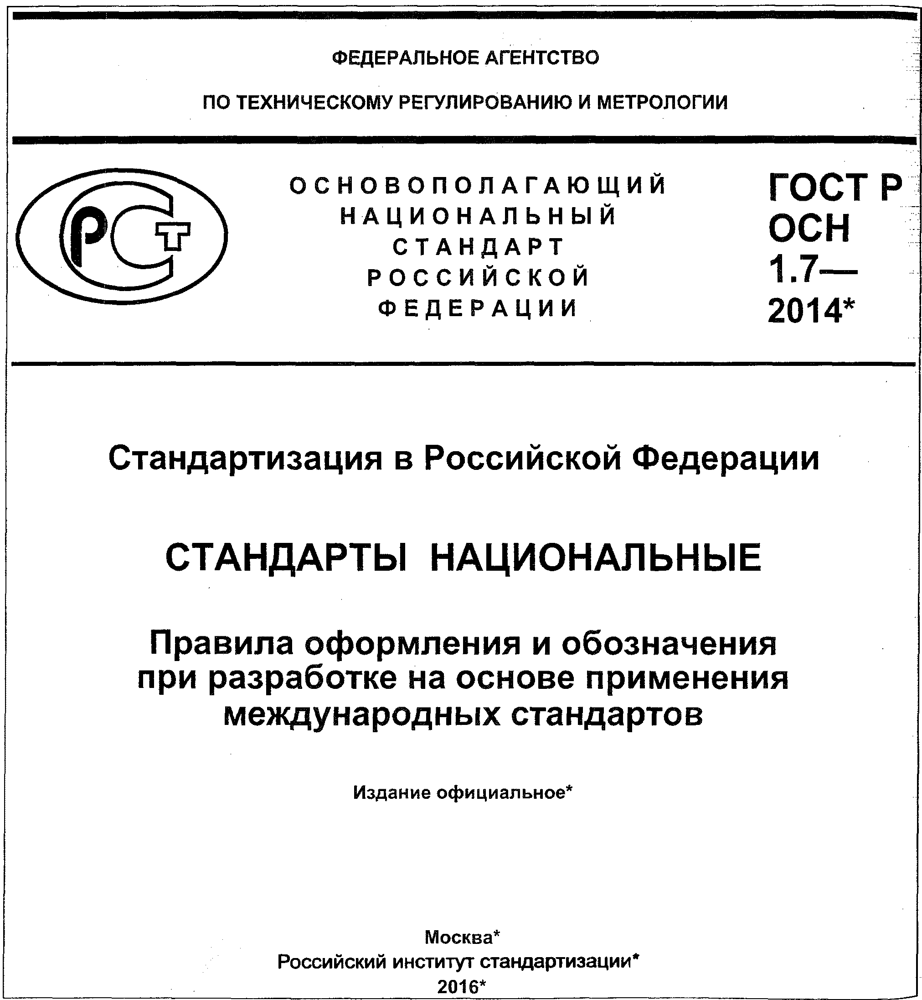 ФЕДЕРАЛЬНОЕ АГЕНТСТВО
ПО ТЕХНИЧЕСКОМУ РЕГУЛИРОВАНИЮ И МЕТРОЛОГИИ
РСТ
ОСНОВОПОЛАГАЮЩИЙ
НАЦИОНАЛЬНЫЙ
СТАНДАРТ
РОССИЙСКОЙ
ФЕДЕРАЦИИ
ГОСТ Р
ОСН
1.7—
2014*
Стандартизация в Российской Федерации
СТАНДАРТЫ НАЦИОНАЛЬНЫЕ
Правила оформления и обозначения
при разработке на основе применения
международных стандартов
Издание официальное*
Москва*
Российский институт стандартизации*
2016*